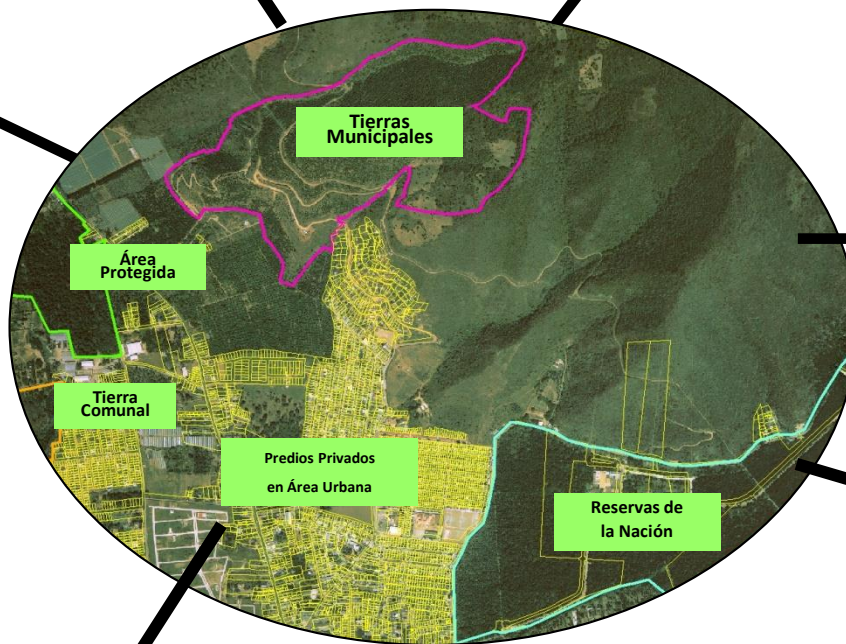 Tierras
Municipales
Área
Protegida
Tierra
Comunal
Predios Privados
en Área Urbana
Reservas de
la Nación